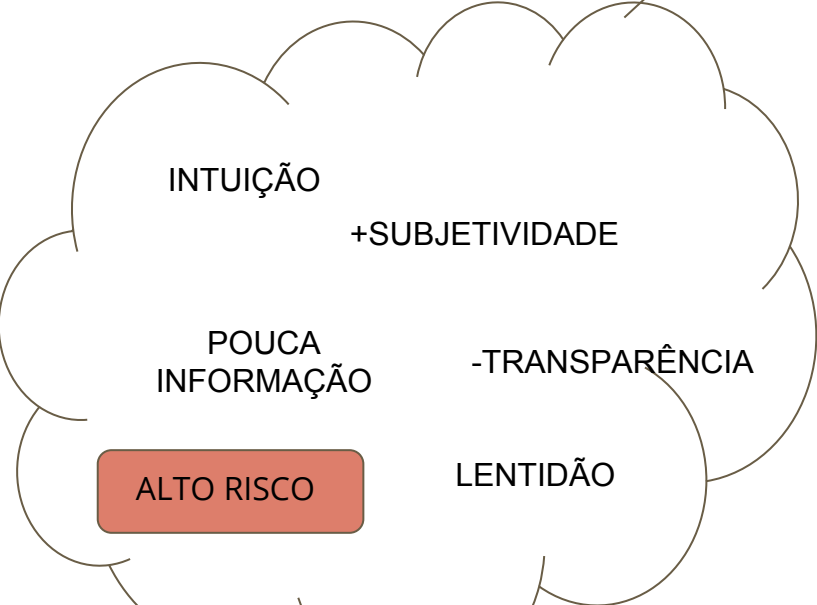 INTUIÇÃO
+SUBJETIVIDADE
POUCA
INFORMAÇÃO
-TRANSPARÊNCIA
LENTIDÃO
ALTO RISCO